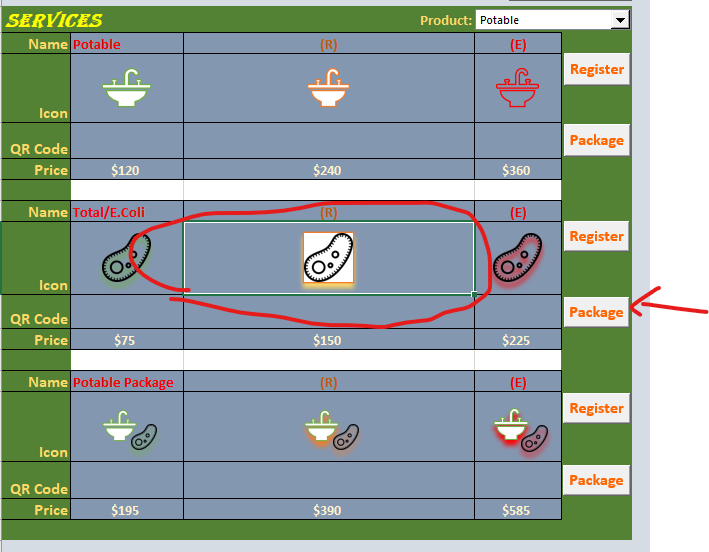 SERVICES
Product: Potable
Name Potable (R) (E)
Register
Icon
Package
QR Code
Price $120 $240 $360
Name Total/E.Coli (R) (E)
Register
Icon
Package
QR Code
Price $75 $150 $225
Name Potable Package (R) (E)
Register
Icon
Package
QR Code
Price $195 $390 $585